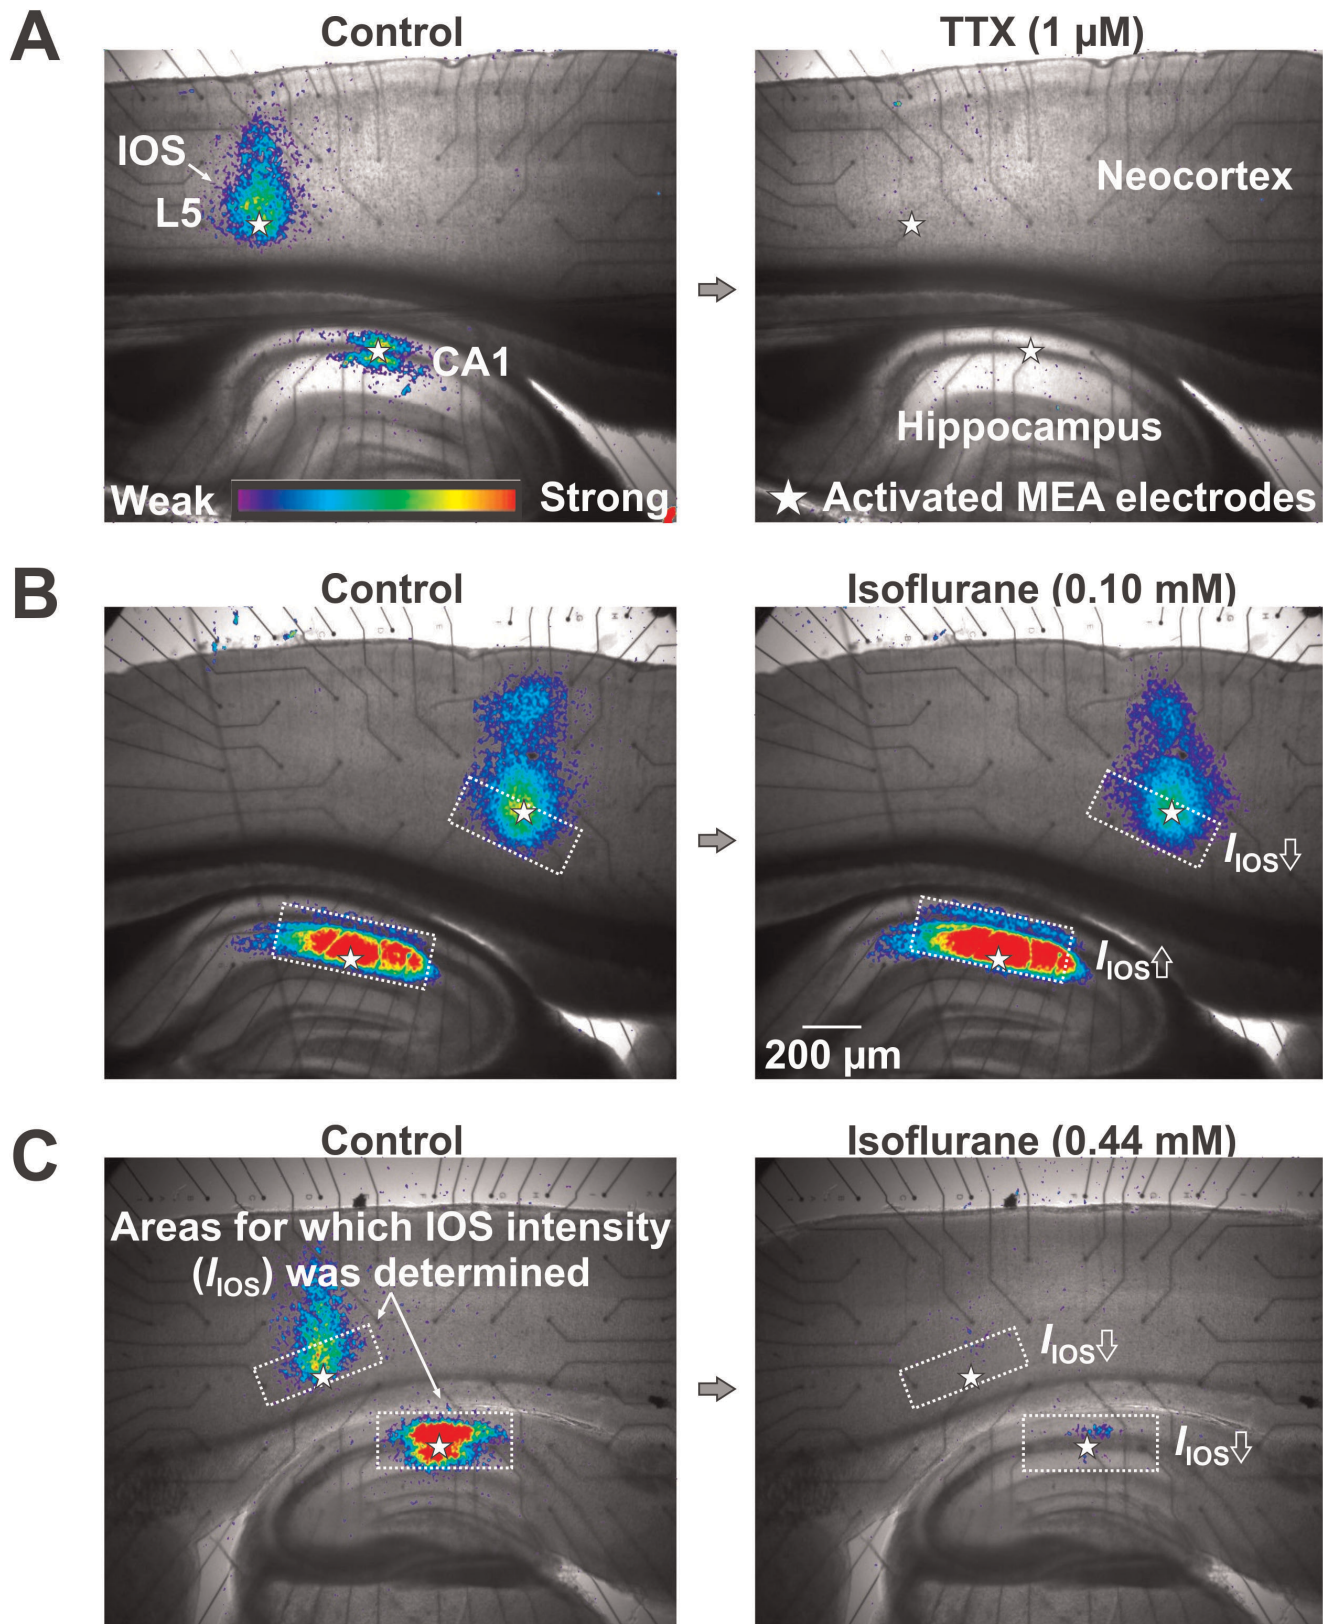 A
Control
TTX (1 µM)
IOS
L5
Neocortex
CA1
Hippocampus
Weak
Strong
☆ Activated MEA electrodes
B
Control
Isoflurane (0.10 mM)
IIOS⇩
IIOS⇧
200 µm
C
Control
Isoflurane (0.44 mM)
Areas for which IOS intensity
(IIOS) was determined
IIOS⇩
IIOS⇩